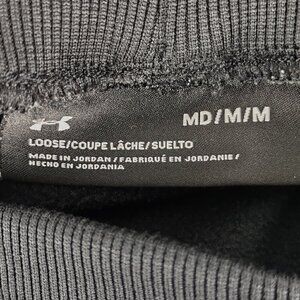 MD/M/M
LOOSE/COUPE LÂCHE/SUELTO
MADE IN JORDAN / FABRIQUÉ EN JORDANIE/
HECHO EN JORDANIA